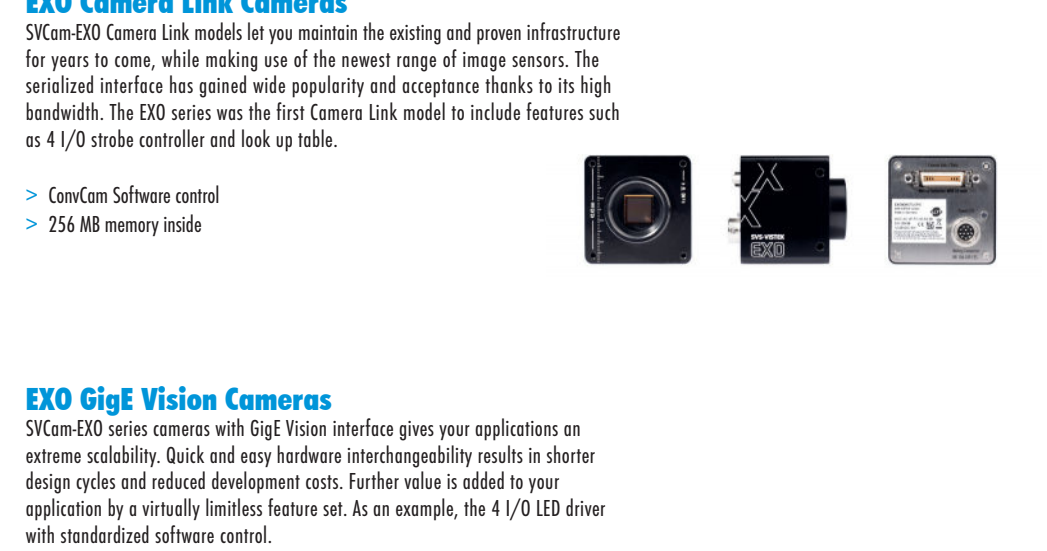 EXO Camera Link Cameras
SVCam-EXO Camera Link models let you maintain the existing and proven infrastructure
for years to come, while making use of the newest range of image sensors. The
serialized interface has gained wide popularity and acceptance thanks to its high
bandwidth. The EXO series was the first Camera Link model to include features such
as 4 I/O strobe controller and look up table.
> ConvCam Software control
> 256 MB memory inside
SVS-VISTEK
EXO
EXO GigE Vision Cameras
SVCam-EXO series cameras with GigE Vision interface gives your applications an
extreme scalability. Quick and easy hardware interchangeability results in shorter
design cycles and reduced development costs. Further value is added to your
application by a virtually limitless feature set. As an example, the 4 I/O LED driver
with standardized software control.